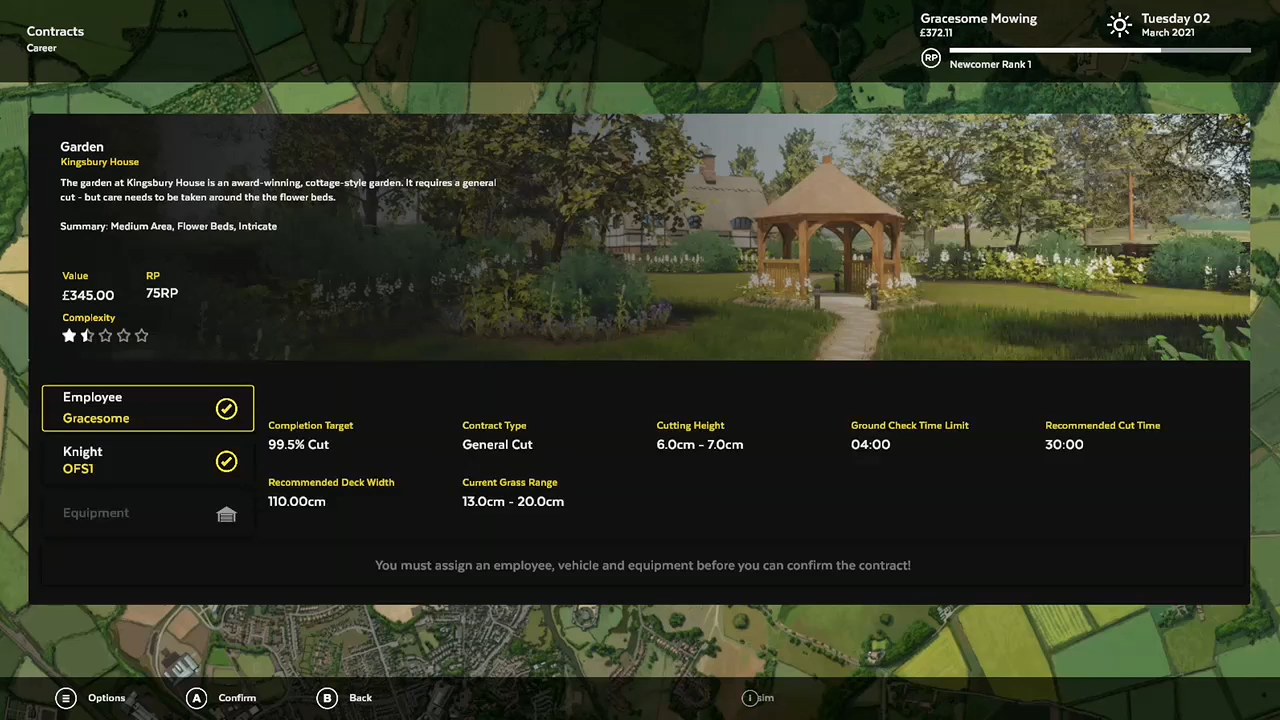 Contracts
Career
Gracesome Mowing
£372.11
Tuesday 02
March 2021
RP
Newcomer Rank 1
Garden
Kingsbury House
The garden at Kingsbury House is an award-winning, cottage-style garden. It requires a general
cut - but care needs to be taken around the the flower beds.
Summary: Medium Area, Flower Beds, Intricate
Value
RP
£345.00
75RP
Complexity
Employee
Gracesome
Knight
OFS1
Equipment
Completion Target
Contract Type
Cutting Height
Ground Check Time Limit
Recommended Cut Time
99.5% Cut
General Cut
6.0cm - 7.0cm
04:00
30:00
Recommended Deck Width
Current Grass Range
110.00cm
13.0cm - 20.0cm
You must assign an employee, vehicle and equipment before you can confirm the contract!
Options
A
Confirm
B
Back
sim